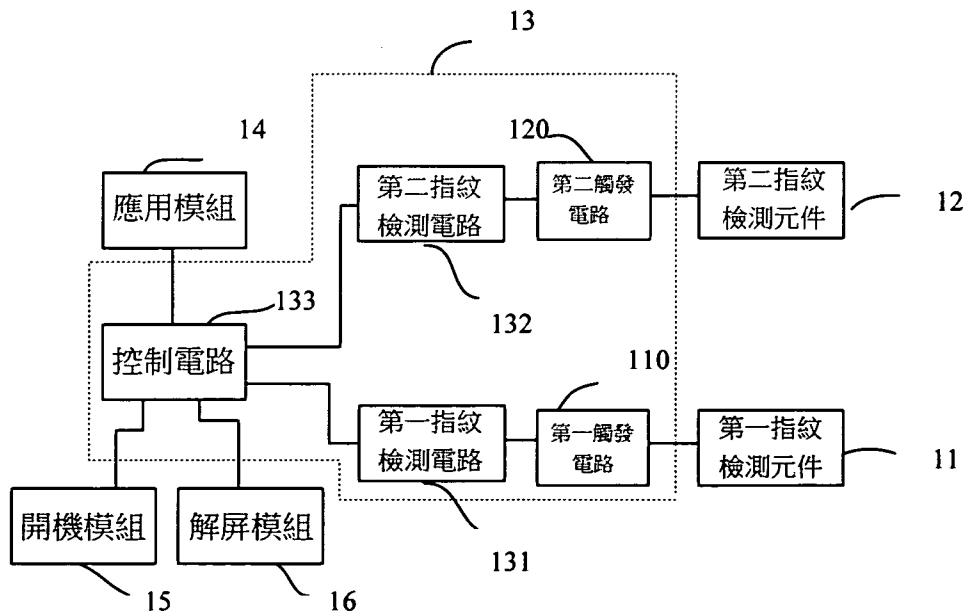 13
14
120
應用模組
第二指紋
檢測電路
第二觸發
電路
第二指紋
檢測元件
12
133
132
控制電路
110
第一指紋
檢測電路
第一觸發
電路
第一指紋
檢測元件
11
開機模組
解屏模組
131
15
16